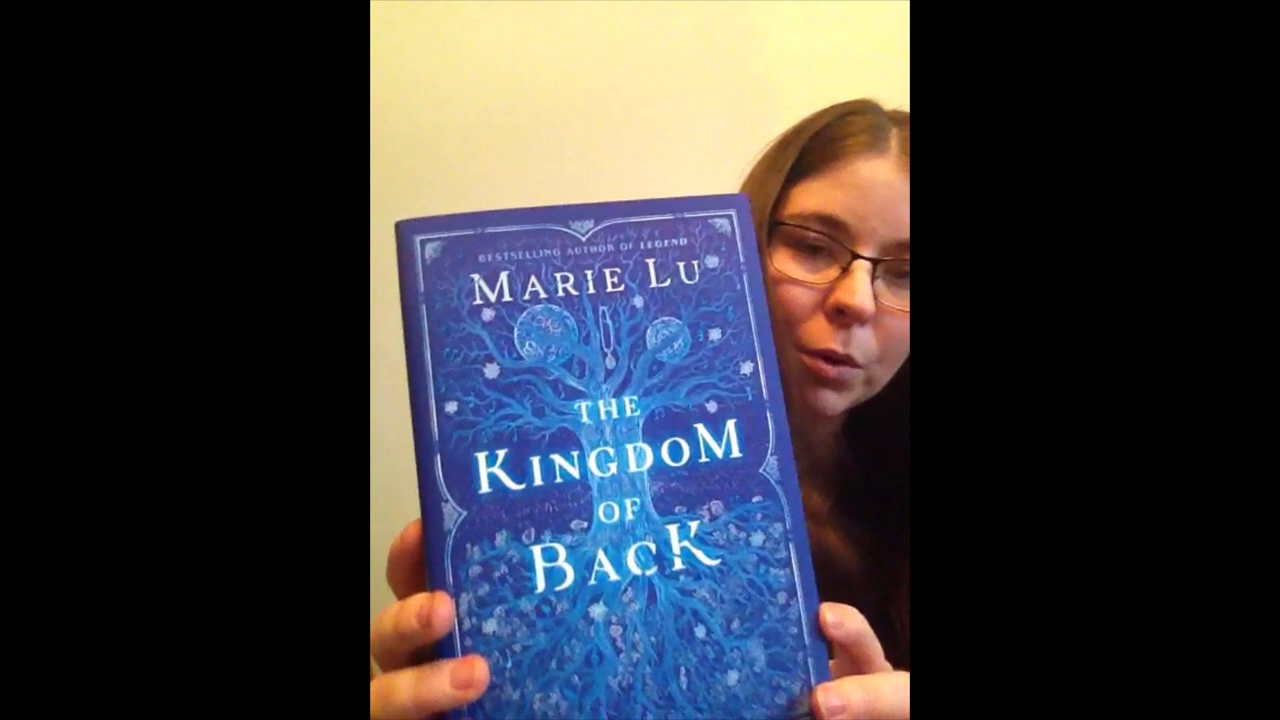 BESTSELLING AUTHOR OF LEGEND
MARIE LU
THE
KINGDOM
OF
BACK